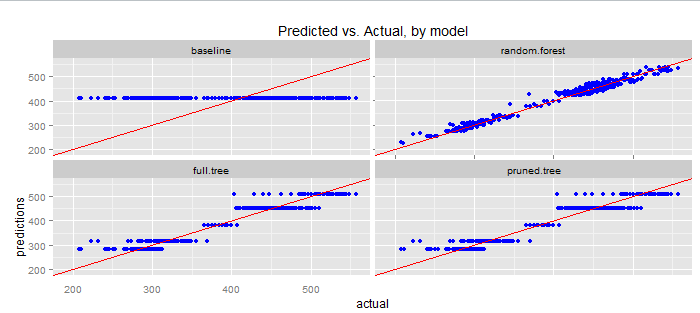 Predicted vs. Actual, by model
baseline
random.forest
500
400
300
200
full.tree
pruned.tree
500
400
300
200
predictions
200 300 400 500
actual